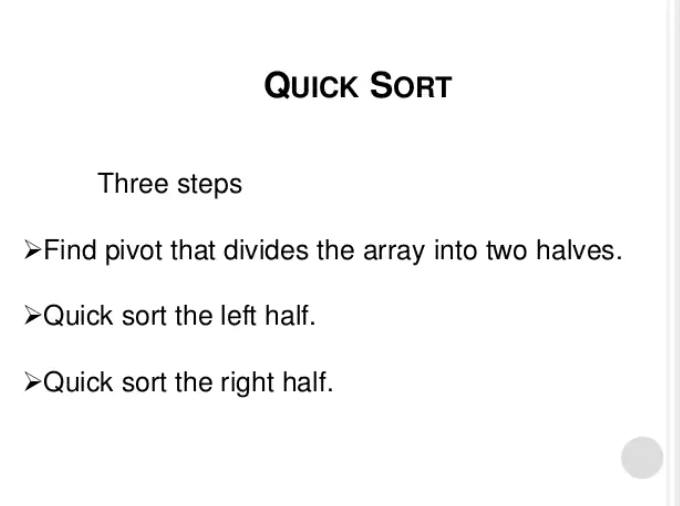 QUICK SORT
Three steps
➢Find pivot that divides the array into two halves.
➢Quick sort the left half.
➢Quick sort the right half.